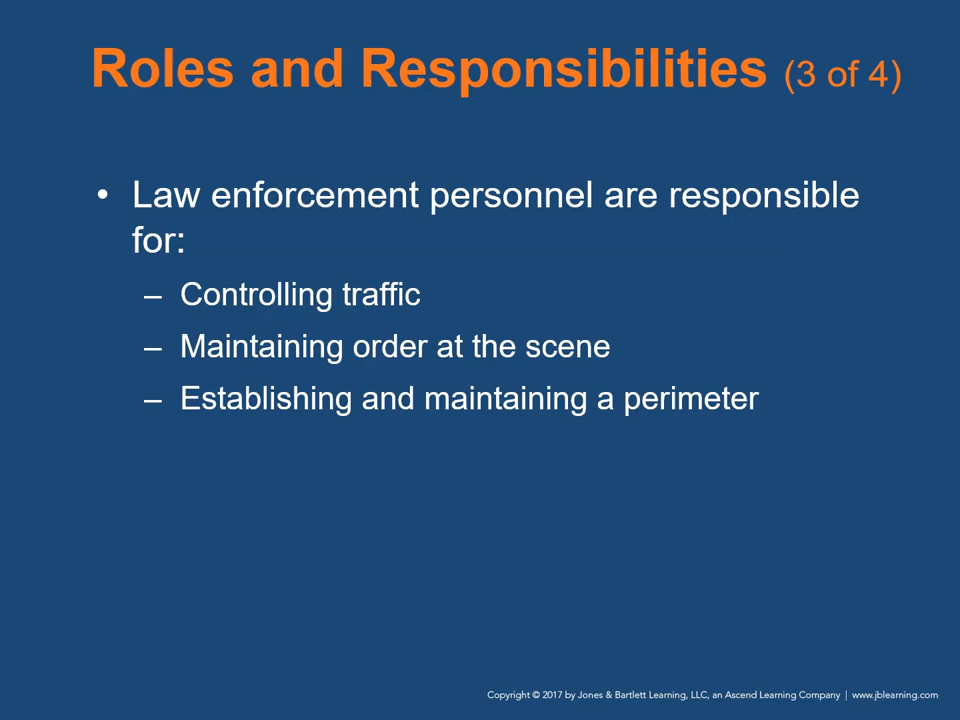 Roles and Responsibilities (3 of 4)
• Law enforcement personnel are responsible
for:
– Controlling traffic
– Maintaining order at the scene
– Establishing and maintaining a perimeter
Copyright © 2017 by Jones & Bartlett Learning, LLC, an Ascend Learning Company | www.jblearning.com